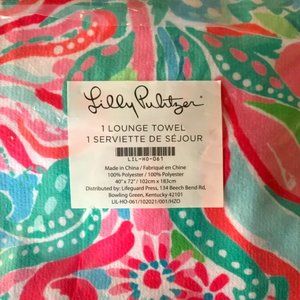 Lilly Pulitzer
1 LOUNGE TOWEL
1 SERVIETTE DE SÉJOUR
LIL-HO-061
Made in China / Fabriqué en Chine
100% Polyester / 100% Polyester
40" x 72" / 102cm x 183cm
Distributed by: Lifeguard Press, 134 Beech Bend Rd,
Bowling Green, Kentucky 42101
LIL-HO-061/102021/001/HZO